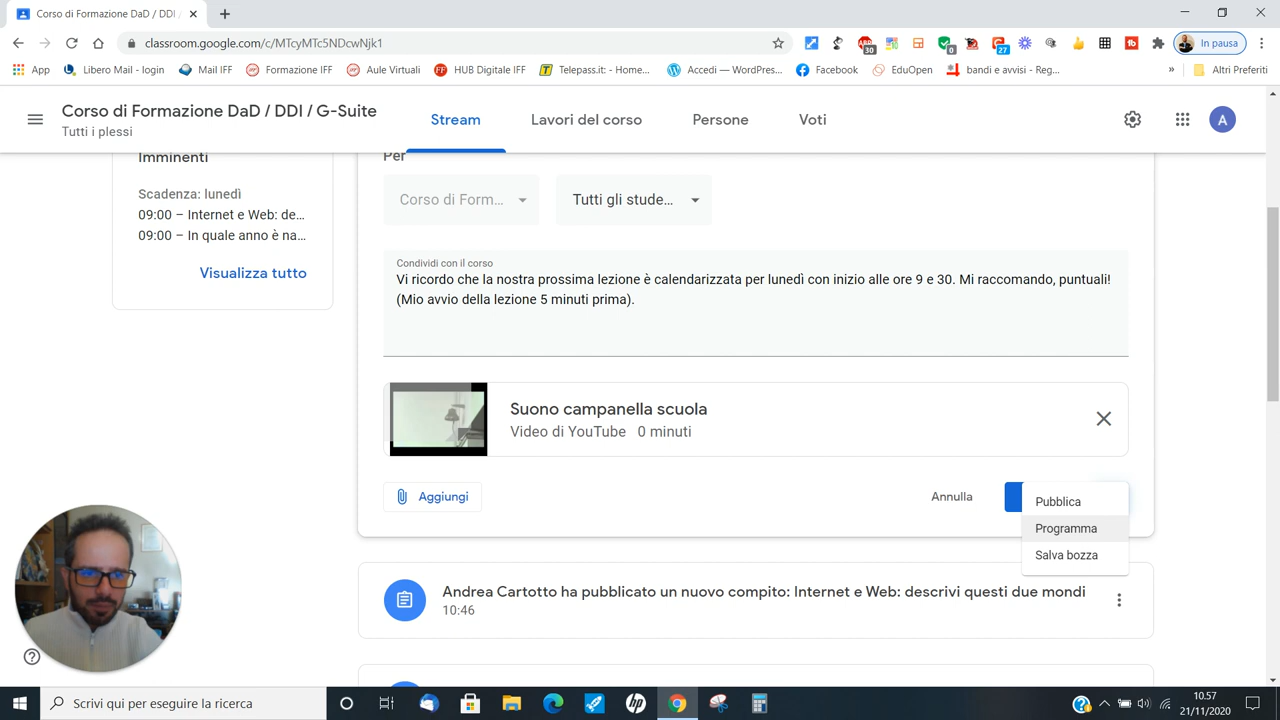 Corso di Formazione DaD / DDI /
classroom.google.com/c/MTcyMTc5NDcwNjk1
30
0
27
In pausa
App
Libero Mail - login
Mail IFF
Formazione IFF
Aule Virtuali
HUB Digitale IFF
Telepass.it: - Home...
Accedi — WordPress...
Facebook
EduOpen
bandi e avvisi - Reg...
»
Altri Preferiti
Corso di Formazione DaD / DDI / G-Suite
Tutti i plessi
Stream
Lavori del corso
Persone
Voti
A
Imminenti
Scadenza: lunedì
09:00 – Internet e Web: de...
09:00 – In quale anno è na...
Visualizza tutto
Per
Corso di Form...
Tutti gli stude...
Condividi con il corso
Vi ricordo che la nostra prossima lezione è calendarizzata per lunedì con inizio alle ore 9 e 30. Mi raccomando, puntuali!
(Mio avvio della lezione 5 minuti prima).
Suono campanella scuola
Video di YouTube 0 minuti
Aggiungi
Annulla
Pubblica
Programma
Salva bozza
Andrea Cartotto ha pubblicato un nuovo compito: Internet e Web: descrivi questi due mondi
10:46
Scrivi qui per eseguire la ricerca
10.57
21/11/2020